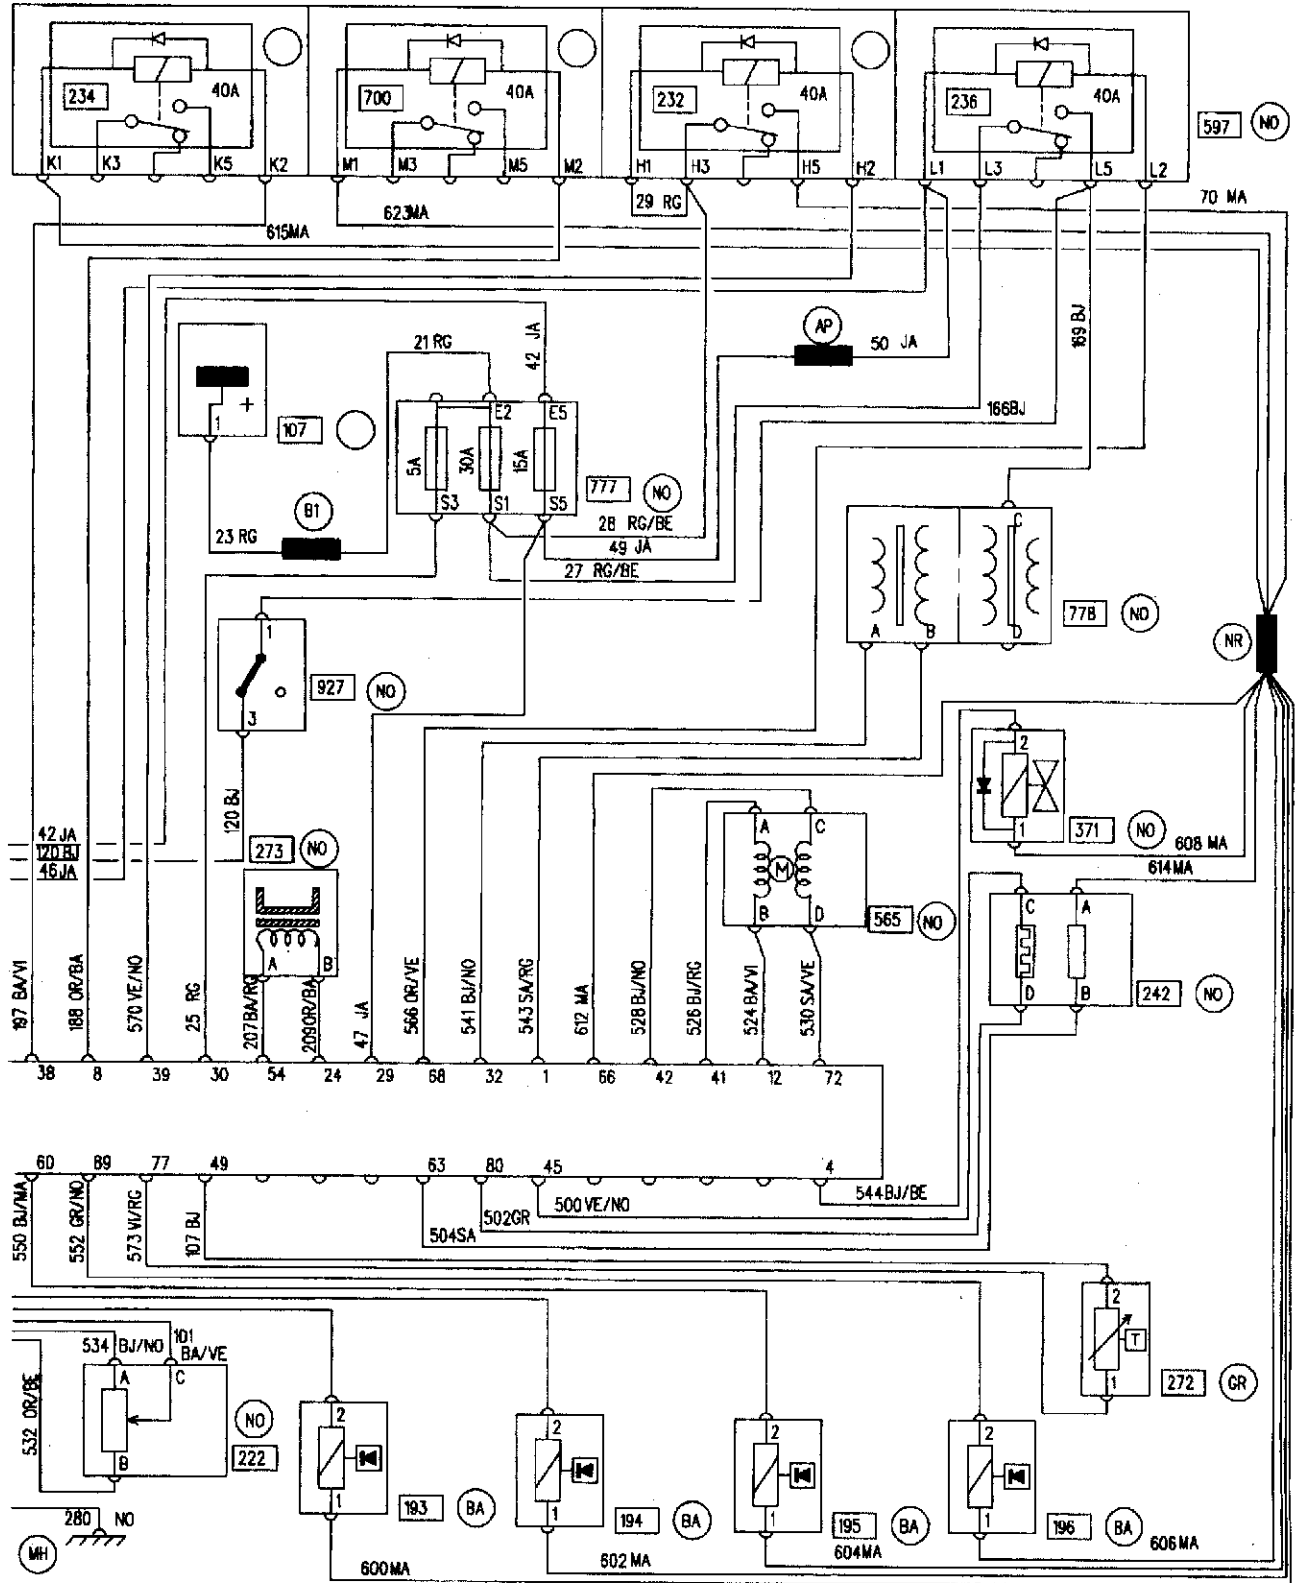 234
40A
700
40A
232
40A
236
40A
597
NO
K1
K3
K5
K2
M1
M3
M5
M2
H1
H3
H5
H2
L1
L3
L5
L2
29 RG
70 MA
623MA
615MA
AP
50 JA
169 BJ
21 RG
42 JA
166BJ
+
1
107
E2
E5
5A
30A
15A
777
NO
S3
S1
S5
B1
28 RG/BE
23 RG
49 JA
27 RG/BE
C
A
B
D
778
NO
NR
1
927
NO
3
2
120 BJ
42 JA
120 BJ
46JA
273
NO
A
C
M
B
D
565
NO
1
371
NO
608 MA
614MA
C
A
D
B
242
NO
A
B
197 BA/VI
188 OR/BA
570 VE/NO
25 RG
207BA/RG
209OR/BA
47 JA
566 OR/VE
541 BJ/NO
543 SA/RG
612 MA
528 BJ/NO
526 BJ/RG
524 BA/VI
530 SA/VE
38
8
39
30
54
24
29
68
32
1
66
42
41
12
72
60
89
77
49
63
80
45
4
550 BJ/MA
552 GR/NO
573 VI/RG
107 BJ
504SA
502GR
500 VE/NO
544BJ/BE
2
T
1
272
GR
534 BJ/NO
101
BA/VE
532 OR/BE
A
C
B
NO
222
2
1
193
BA
2
1
194
BA
2
1
195
BA
2
1
196
BA
280 NO
MH
600MA
602 MA
604MA
606MA